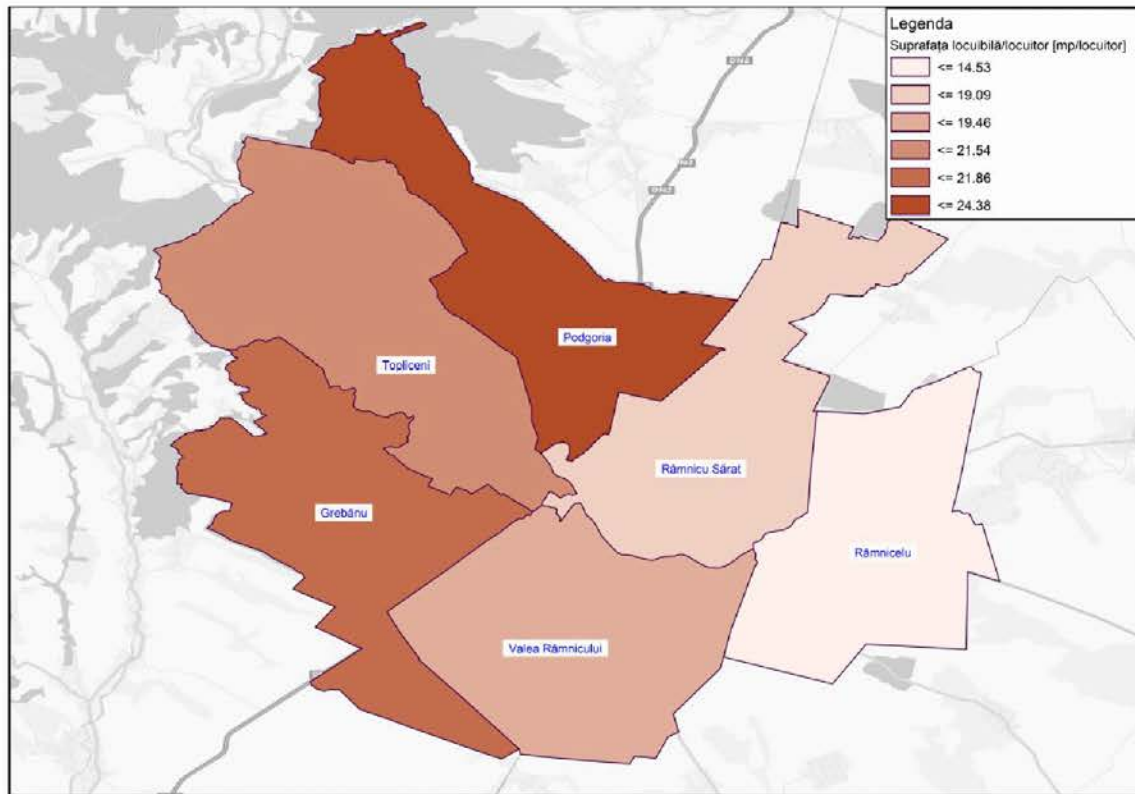 Legenda
Suprafața locuibilă/locuitor [mp/locuitor]
<= 14.53
<= 19.09
<= 19.46
<= 21.54
<= 21.86
<= 24.38
Podgoria
Topliceni
Râmnicu Sărat
Grebănu
Râmnicelu
Valea Râmnicului